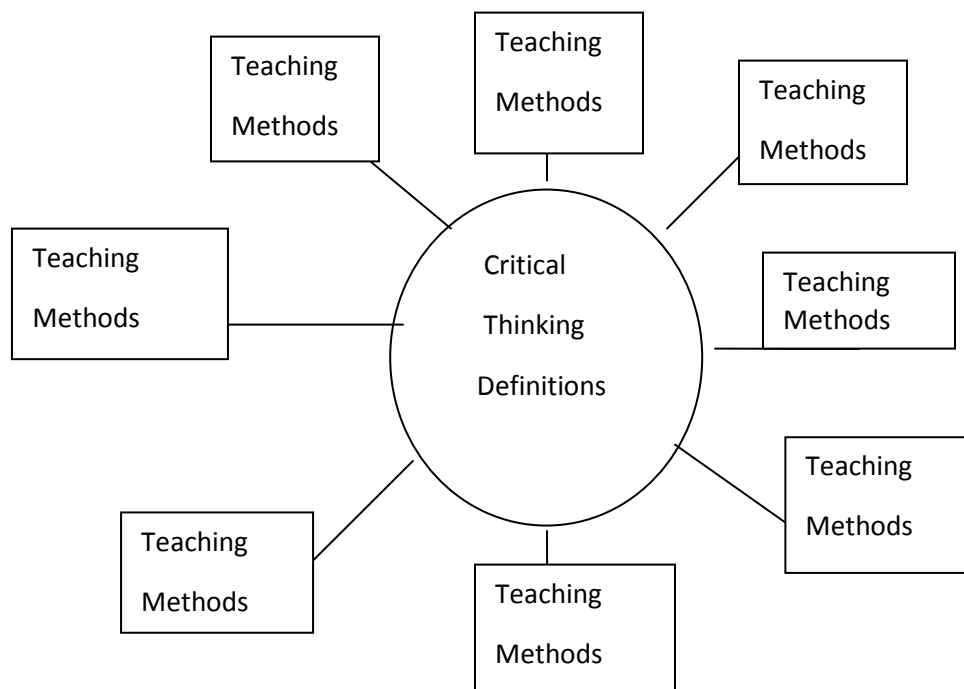 Teaching
Methods
Teaching
Methods
Teaching
Methods
Teaching
Methods
Critical
Thinking
Definitions
Teaching
Methods
Teaching
Methods
Teaching
Methods
Teaching
Methods